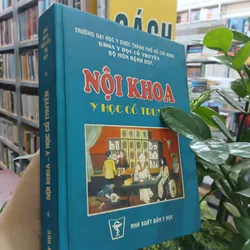 SÁCH
TRƯỜNG ĐẠI HỌC Y DƯỢC THÀNH PHỐ HỒ CHÍ MINH
KHOA Y HỌC CỔ TRUYỀN
BỘ MÔN BỆNH HỌC
NỘI KHOA
Y HỌC CỔ TRUYỀN
NHÀ XUẤT BẢN Y HỌC
NỘI KHOA - Y HỌC CỔ TRUYỀN